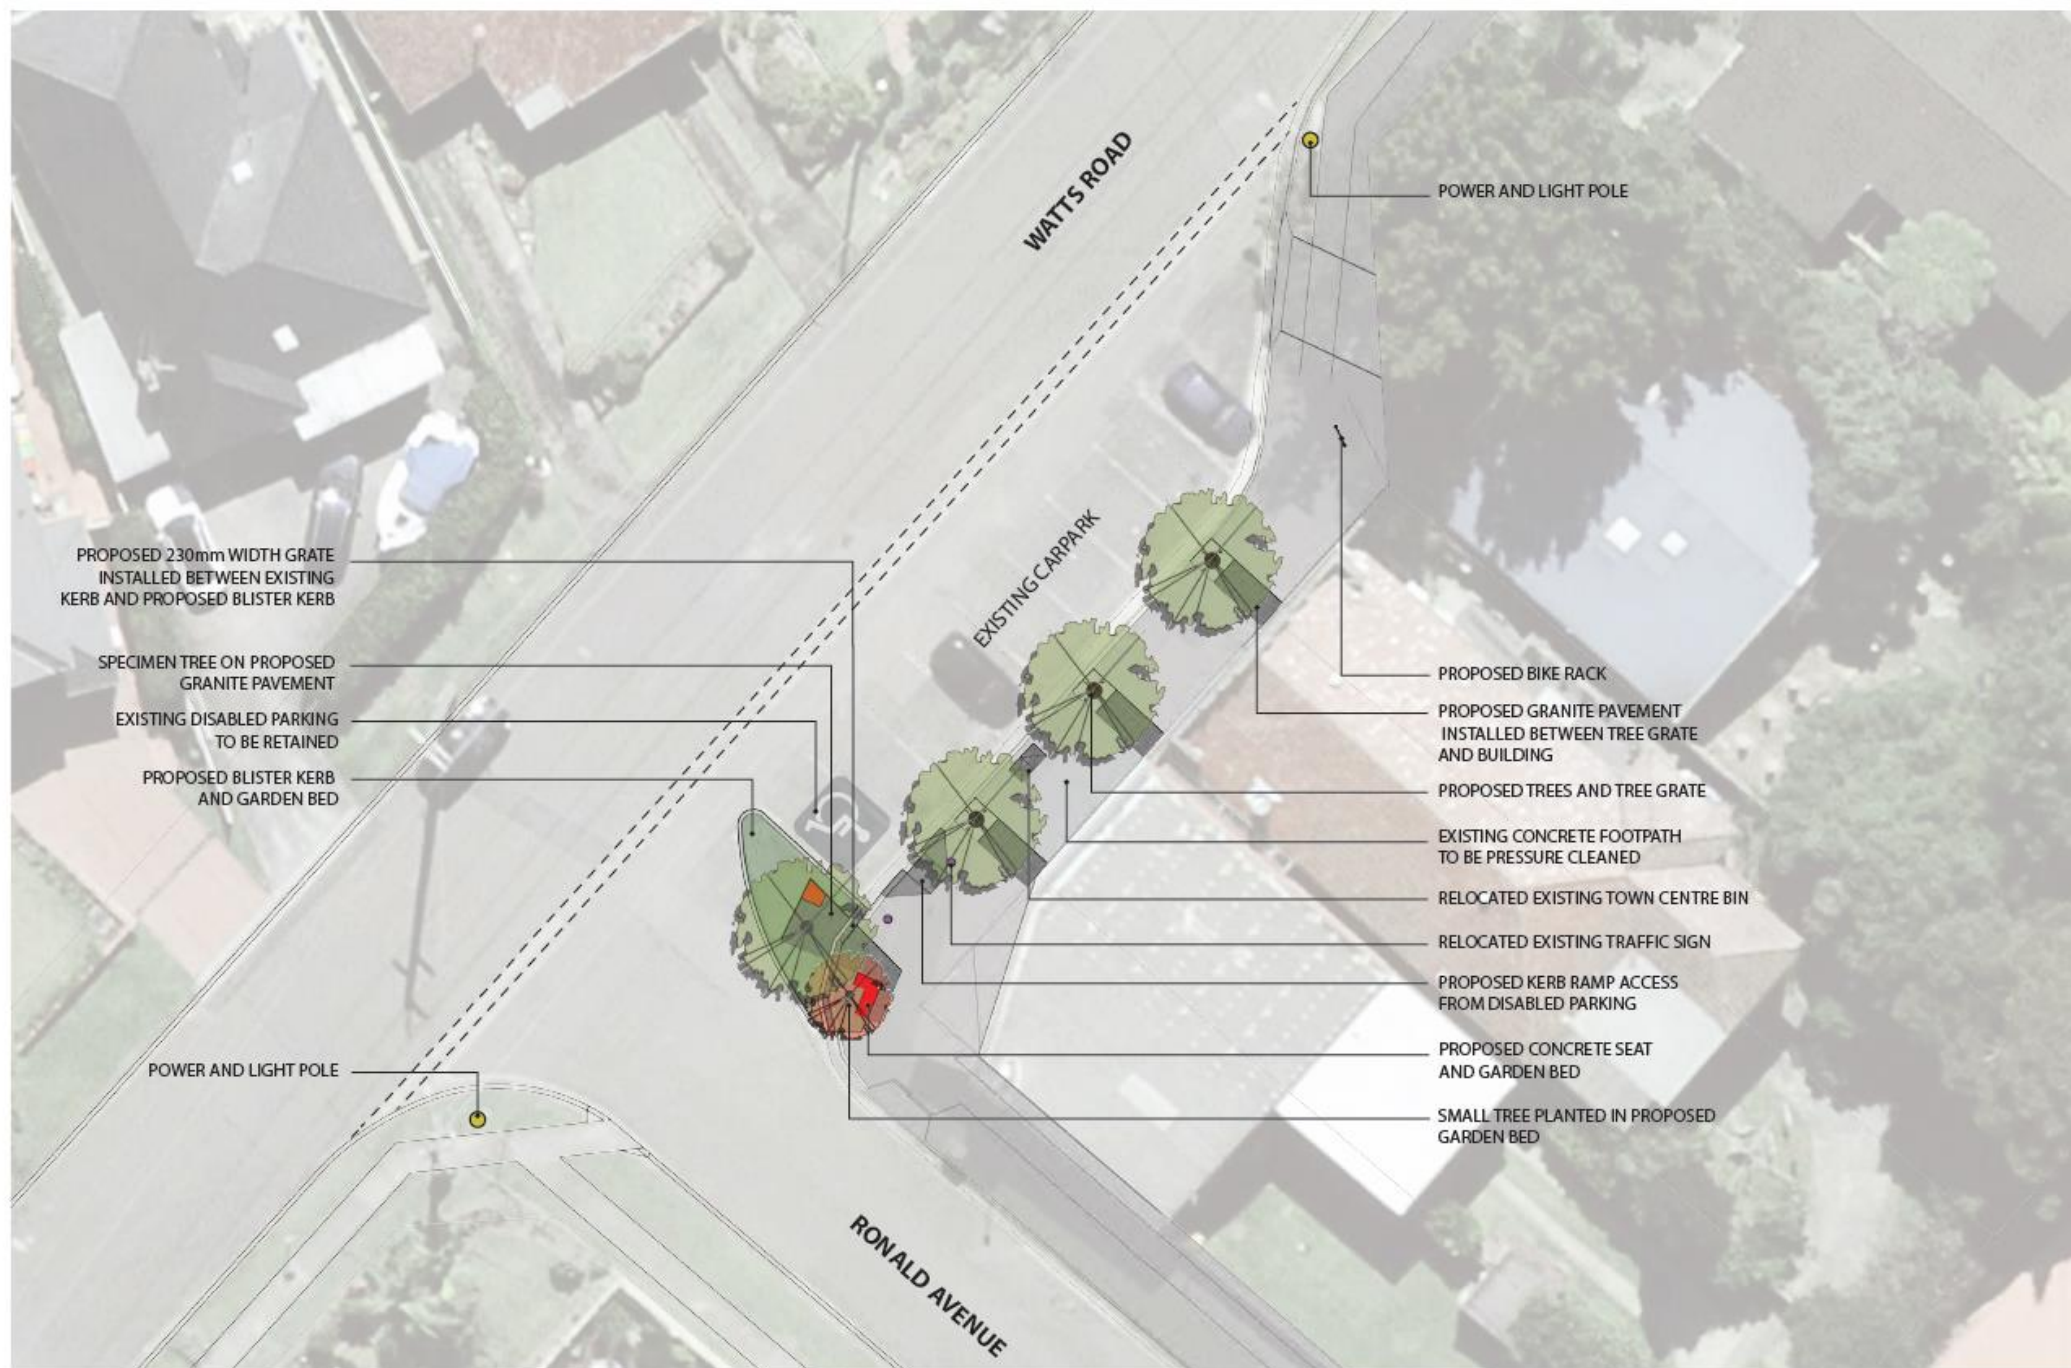 WATTS ROAD
POWER AND LIGHT POLE
EXISTING CARPARK
PROPOSED 230mm WIDTH GRATE
INSTALLED BETWEEN EXISTING
KERB AND PROPOSED BLISTER KERB
SPECIMEN TREE ON PROPOSED
GRANITE PAVEMENT
EXISTING DISABLED PARKING
TO BE RETAINED
PROPOSED BLISTER KERB
AND GARDEN BED
POWER AND LIGHT POLE
PROPOSED BIKE RACK
PROPOSED GRANITE PAVEMENT
INSTALLED BETWEEN TREE GRATE
AND BUILDING
PROPOSED TREES AND TREE GRATE
EXISTING CONCRETE FOOTPATH
TO BE PRESSURE CLEANED
RELOCATED EXISTING TOWN CENTRE BIN
RELOCATED EXISTING TRAFFIC SIGN
PROPOSED KERB RAMP ACCESS
FROM DISABLED PARKING
PROPOSED CONCRETE SEAT
AND GARDEN BED
SMALL TREE PLANTED IN PROPOSED
GARDEN BED
RONALD AVENUE